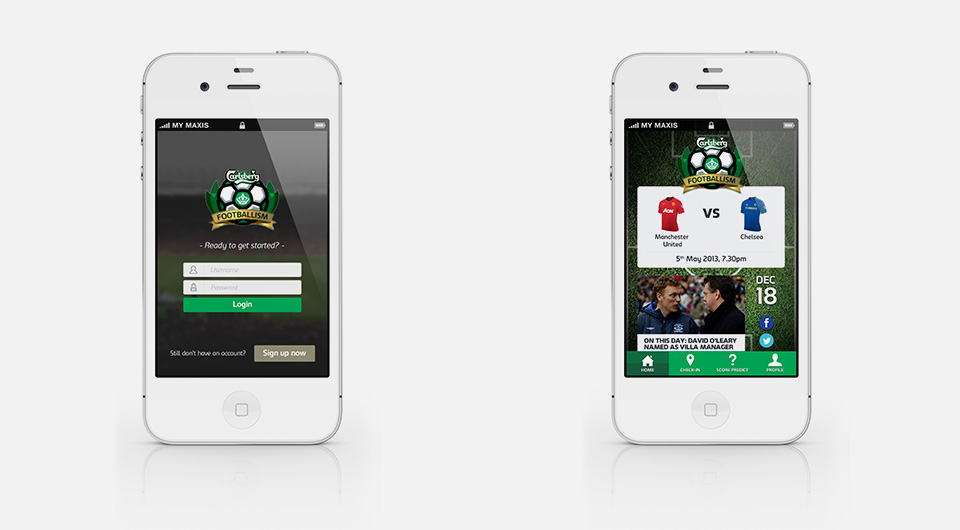 MY MAXIS
Carlsberg
FOOTBALLISM
- Ready to get started? -
Username
Password
Login
Still don't have an account?
Sign up now
MY MAXIS
Carlsberg
FOOTBALLISM
AON
VS
Manchester
United
Chelsea
5th May 2013, 7.30pm
DEC
18
ON THIS DAY: DAVID O'LEARY
NAMED AS VILLA MANAGER
HOME
CHECK-IN
SCORE PREDICT
PROFILE